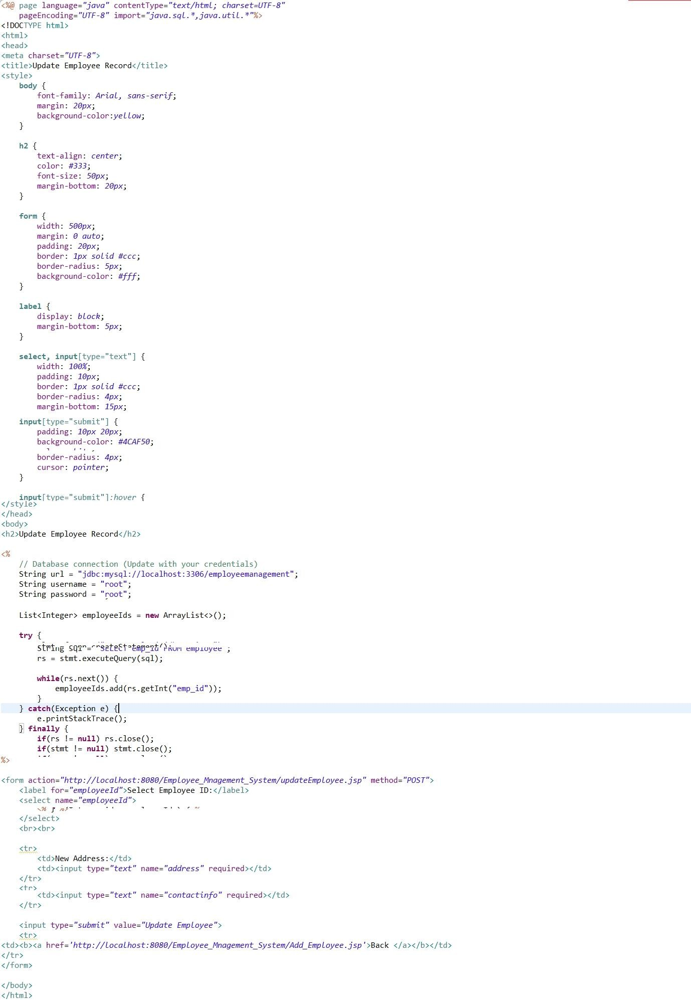 <%@ page language="java" contentType="text/html; charset=UTF-8"
    pageEncoding="UTF-8" import="java.sql.*,java.util.*"%>
<!DOCTYPE html>
<html>
<head>
<meta charset="UTF-8">
<title>Update Employee Record</title>
<style>
    body {
        font-family: Arial, sans-serif;
        margin: 20px;
        background-color:yellow;
    }
    h2 {
        text-align: center;
        color: #333;
        font-size: 50px;
        margin-bottom: 20px;
    }
    form {
        width: 500px;
        margin: 0 auto;
        padding: 20px;
        border: 1px solid #ccc;
        border-radius: 5px;
        background-color: #fff;
    }
    label {
        display: block;
        margin-bottom: 5px;
    }
    select, input[type="text"] {
        width: 100%;
        padding: 10px;
        border: 1px solid #ccc;
        border-radius: 4px;
        margin-bottom: 15px;
    input[type="submit"] {
        padding: 10px 20px;
        background-color: #4CAF50;
        border-radius: 4px;
        cursor: pointer;
    }
    input[type="submit"]:hover {
</style>
</head>
<body>
<h2>Update Employee Record</h2>
<%
    // Database connection (Update with your credentials)
    String url = "jdbc:mysql://localhost:3306/employeemanagement";
    String username = "root";
    String password = "root";
    List<Integer> employeeIds = new ArrayList<>();
    try {
        stmt = conn.createStatement();
        String sql = "SELECT emp_id FROM employee";
        rs = stmt.executeQuery(sql);
        while(rs.next()) {
            employeeIds.add(rs.getInt("emp_id"));
        }
    } catch(Exception e) {
        e.printStackTrace();
    } finally {
        if(rs != null) rs.close();
        if(stmt != null) stmt.close();
%>
<form action="http://localhost:8080/Employee_Mnagement_System/updateEmployee.jsp" method="POST">
    <label for="employeeId">Select Employee ID:</label>
    <select name="employeeId">
    </select>
    <br><br>
    <tr>
        <td>New Address:</td>
        <td><input type="text" name="address" required></td>
    </tr>
    <tr>
        <td><input type="text" name="contactinfo" required></td>
    </tr>
    <input type="submit" value="Update Employee">
    <tr>
<td><b><a href='http://localhost:8080/Employee_Mnagement_System/Add_Employee.jsp'>Back </a></b></td>
</tr>
</form>
</body>
</html>